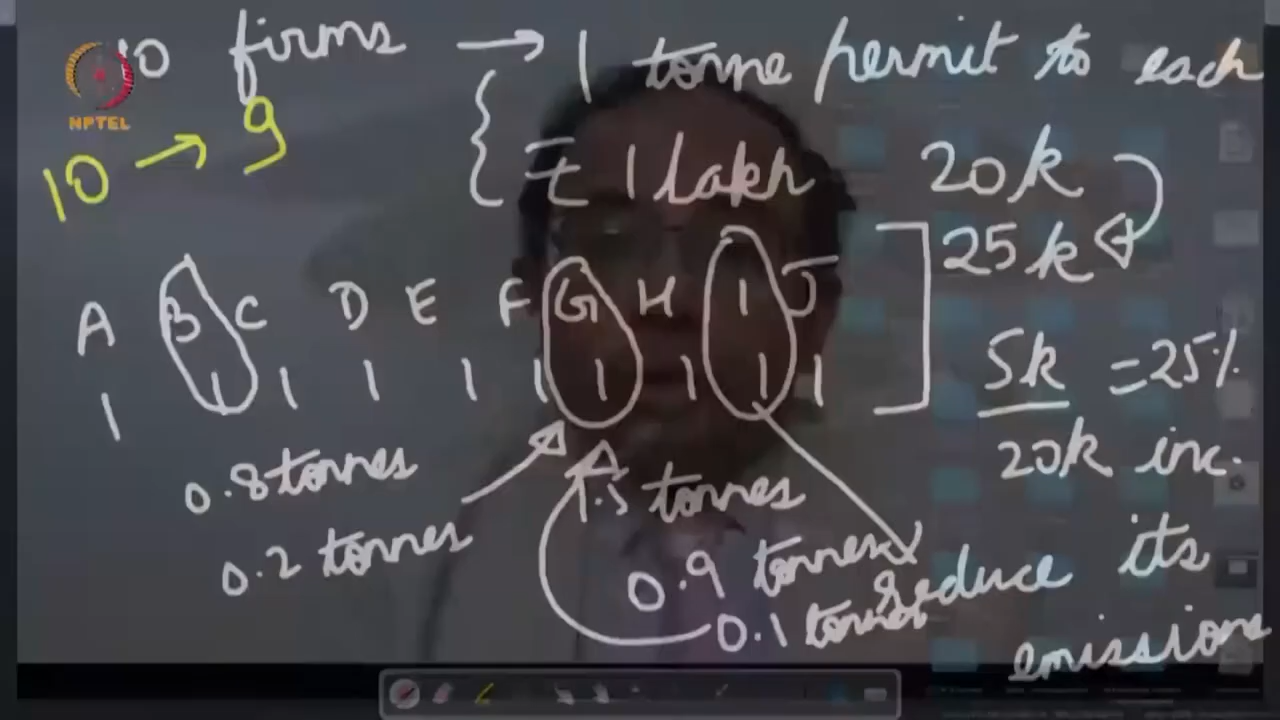 10 firms → 1 tonne permit to each
NPTEL
10 → 9
₹ 1 lakh 20k
25k
A B C D E F G H I J
1 1 1 1 1 1 1 1 1 1
5k = 25%
20k inc.
0.8 tonnes
1.3 tonnes
0.2 tonnes
0.9 tonnes
reduce its
0.1 tonnes
emissions